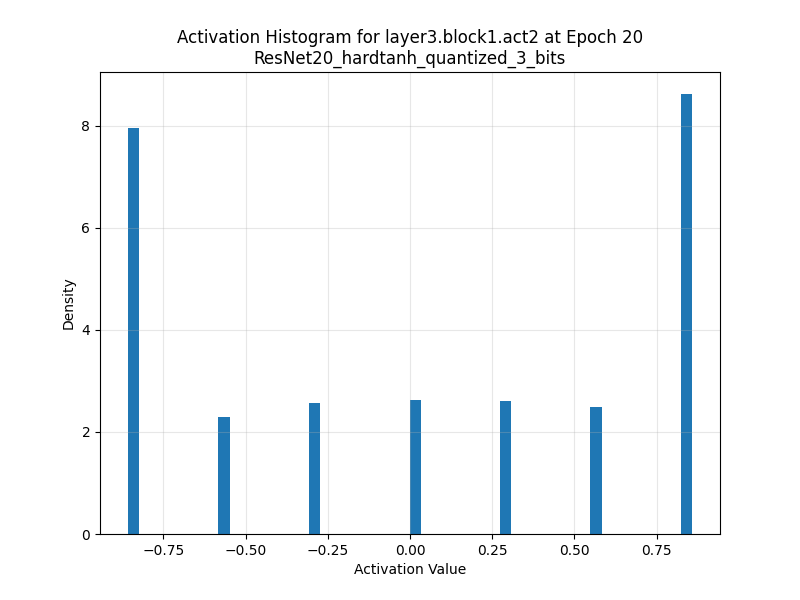 Activation Histogram for layer3.block1.act2 at Epoch 20
ResNet20_hardtanh_quantized_3_bits
8
6
4
2
0
Density
−0.75 −0.50 −0.25 0.00 0.25 0.50 0.75
Activation Value